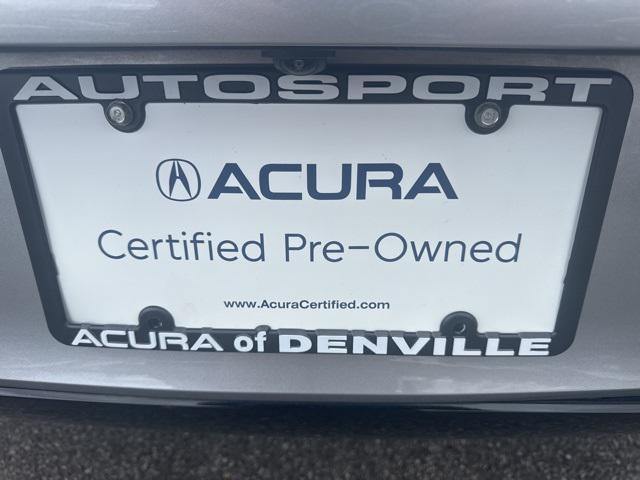 AUTOSPORT
ACURA
Certified Pre-Owned
www.AcuraCertified.com
ACURA of DENVILLE